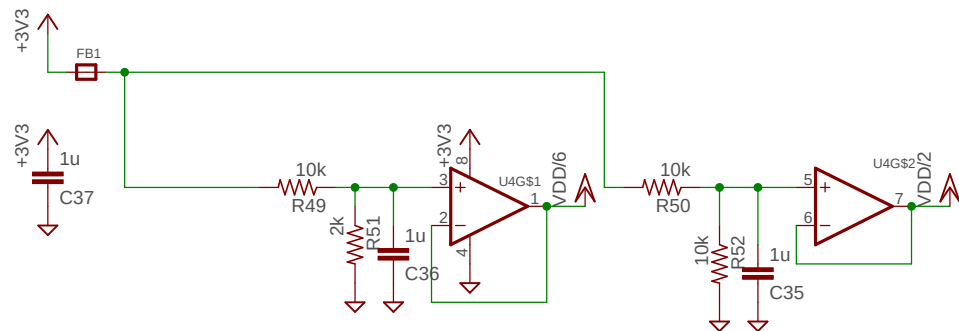 +3V3
FB1
+3V3
1u
C37
10k
R49
2k
R51
1u
C36
+3V3
8
3
2
4
1
U4G$1
VDD/6
10k
R50
10k
R52
1u
C35
5
6
7
U4G$2
VDD/2